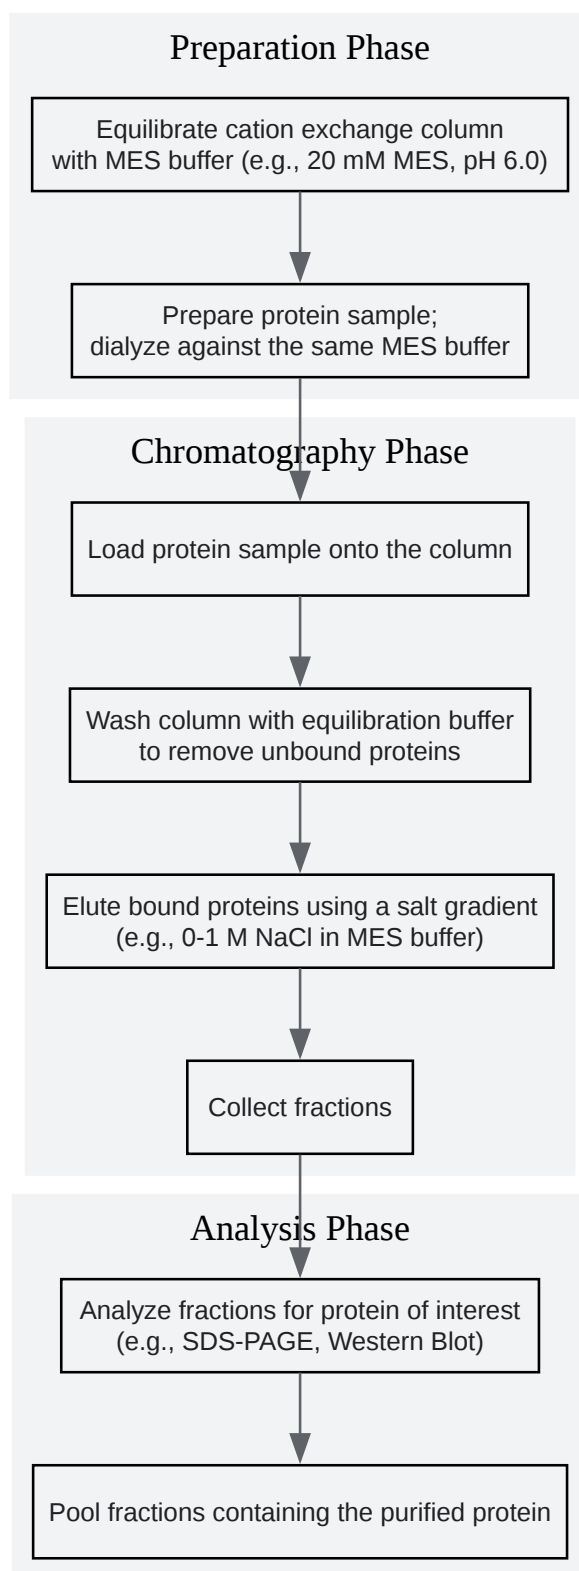 Preparation Phase
Equilibrate cation exchange column
with MES buffer (e.g., 20 mM MES, pH 6.0)
Prepare protein sample;
dialyze against the same MES buffer
Chromatography Phase
Load protein sample onto the column
Wash column with equilibration buffer
to remove unbound proteins
Elute bound proteins using a salt gradient
(e.g., 0-1 M NaCl in MES buffer)
Collect fractions
Analysis Phase
Analyze fractions for protein of interest
(e.g., SDS-PAGE, Western Blot)
Pool fractions containing the purified protein